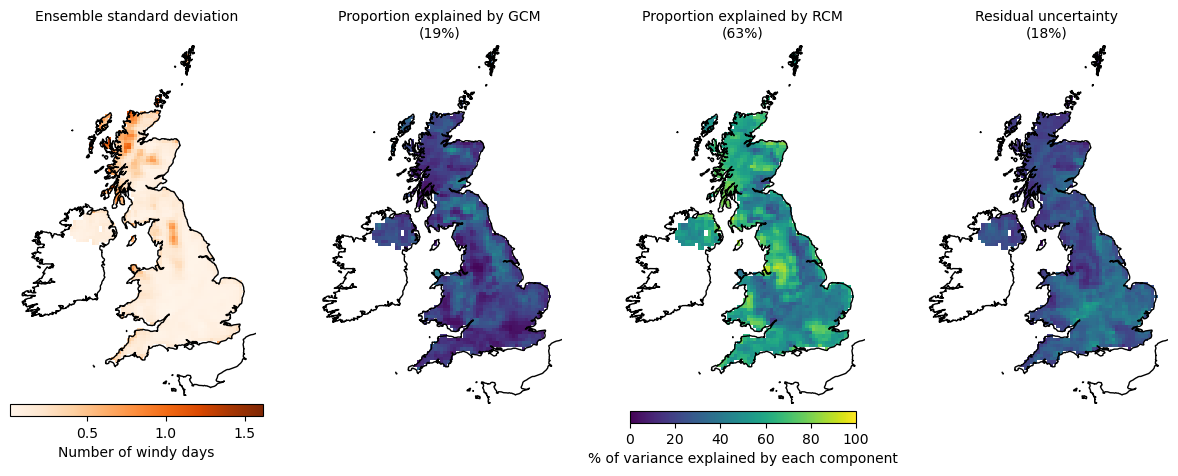 Ensemble standard deviation
Proportion explained by GCM
(19%)
Proportion explained by RCM
(63%)
Residual uncertainty
(18%)
0.5 1.0 1.5
Number of windy days
0 20 40 60 80 100
% of variance explained by each component